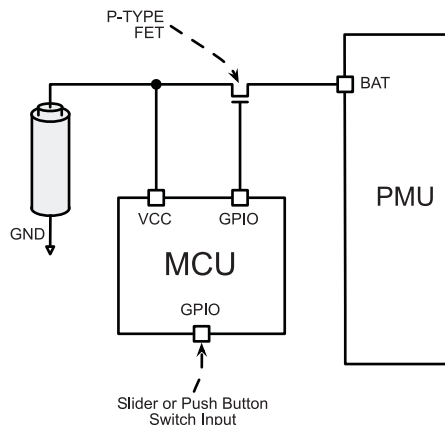 P-TYPE
FET
BAT
PMU
GND
VCC
GPIO
MCU
GPIO
Slider or Push Button
Switch Input